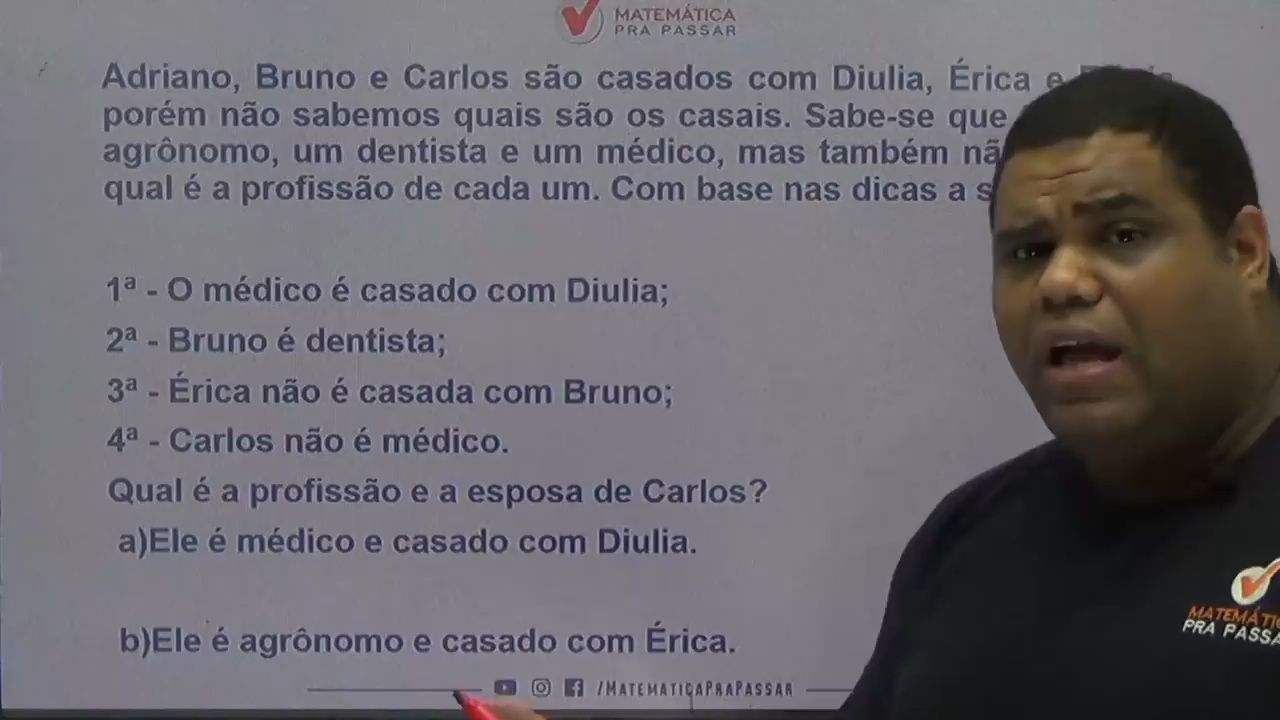 MATEMÁTICA
PRA PASSAR
Adriano, Bruno e Carlos são casados com Diulia, Érica e
porém não sabemos quais são os casais. Sabe-se que
agrônomo, um dentista e um médico, mas também
qual é a profissão de cada um. Com base nas dicas a
1ª - O médico é casado com Diulia;
2ª - Bruno é dentista;
3ª - Érica não é casada com Bruno;
4ª - Carlos não é médico.
Qual é a profissão e a esposa de Carlos?
a)Ele é médico e casado com Diulia.
b)Ele é agrônomo e casado com Érica.
/MATEMATICAPRAPASSAR
MATEMÁTI
PRA PASSA